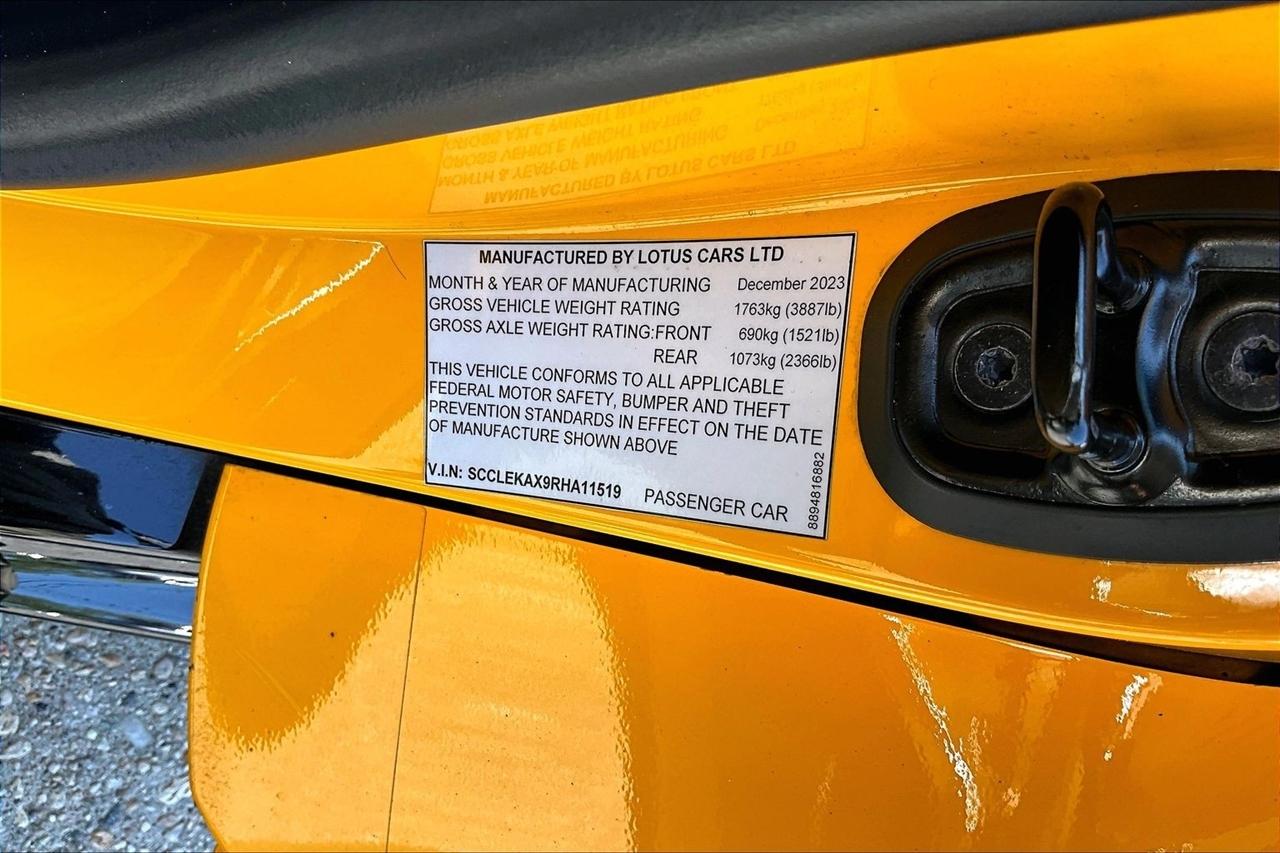 MANUFACTURED BY LOTUS CARS LTD
MONTH & YEAR OF MANUFACTURING December 2023
GROSS VEHICLE WEIGHT RATING 1763kg (3887lb)
GROSS AXLE WEIGHT RATING:FRONT 690kg (1521lb)
REAR 1073kg (2366lb)
THIS VEHICLE CONFORMS TO ALL APPLICABLE
FEDERAL MOTOR SAFETY, BUMPER AND THEFT
PREVENTION STANDARDS IN EFFECT ON THE DATE
OF MANUFACTURE SHOWN ABOVE
V.I.N: SCCLEKAX9RHA11519 PASSENGER CAR
8894816882